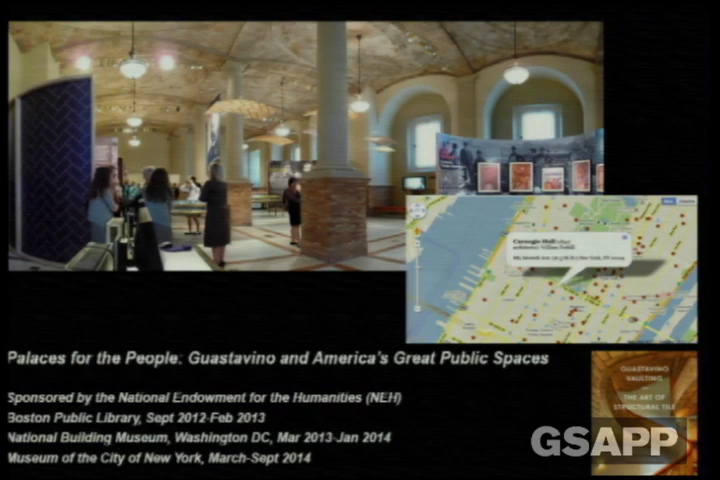 Carnegie Hall
Palaces for the People: Guastavino and America's Great Public Spaces
Sponsored by the National Endowment for the Humanities (NEH)
Boston Public Library, Sept 2012-Feb 2013
National Building Museum, Washington DC, Mar 2013-Jan 2014
Museum of the City of New York, March-Sept 2014
GUASTAVINO
VAULTING
THE ART OF
STRUCTURAL TILE
GSAPP